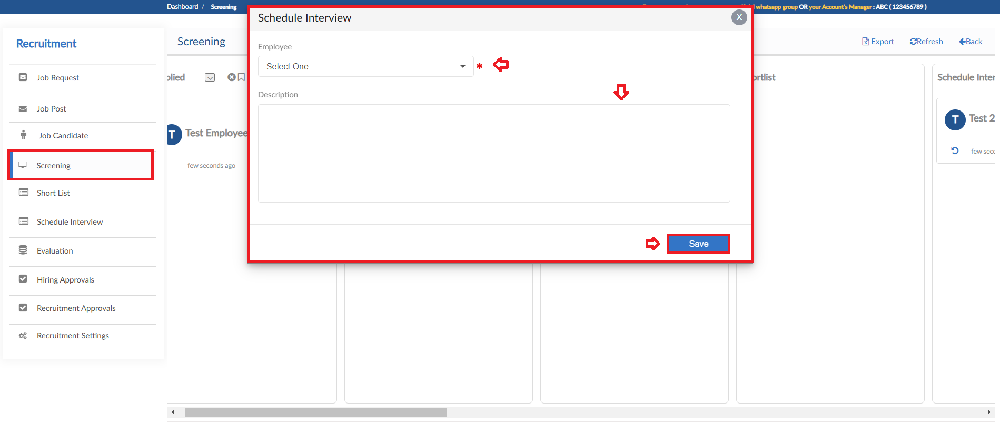 Dashboard / Screening
whatsapp group OR your Account's Manager : ABC ( 123456789 )
Schedule Interview
X
Recruitment
Screening
Export
Refresh
Back
Employee
Select One
*
Job Request
Job Post
Job Candidate
Screening
Short List
Schedule Interview
Evaluation
Hiring Approvals
Recruitment Approvals
Recruitment Settings
plied
T
Test Employee
few seconds ago
Description
Save
ortlist
Schedule Inter
T
Test 2
few seco